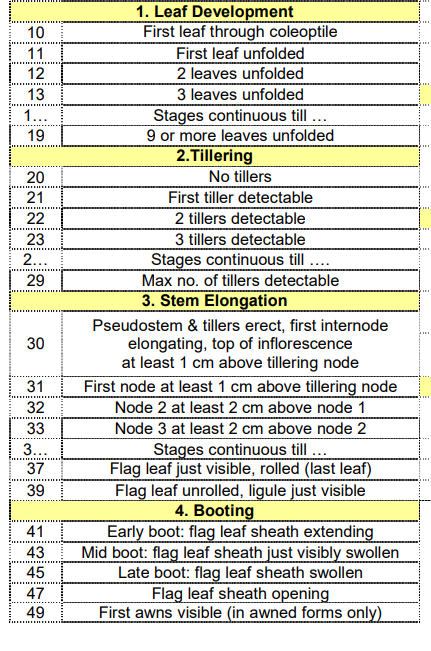 1. Leaf Development
10 First leaf through coleoptile
11 First leaf unfolded
12 2 leaves unfolded
13 3 leaves unfolded
1… Stages continuous till …
19 9 or more leaves unfolded
2.Tillering
20 No tillers
21 First tiller detectable
22 2 tillers detectable
23 3 tillers detectable
2… Stages continuous till ….
29 Max no. of tillers detectable
3. Stem Elongation
Pseudostem & tillers erect, first internode
30 elongating, top of inflorescence
at least 1 cm above tillering node
31 First node at least 1 cm above tillering node
32 Node 2 at least 2 cm above node 1
33 Node 3 at least 2 cm above node 2
3… Stages continuous till …
37 Flag leaf just visible, rolled (last leaf)
39 Flag leaf unrolled, ligule just visible
4. Booting
41 Early boot: flag leaf sheath extending
43 Mid boot: flag leaf sheath just visibly swollen
45 Late boot: flag leaf sheath swollen
47 Flag leaf sheath opening
49 First awns visible (in awned forms only)